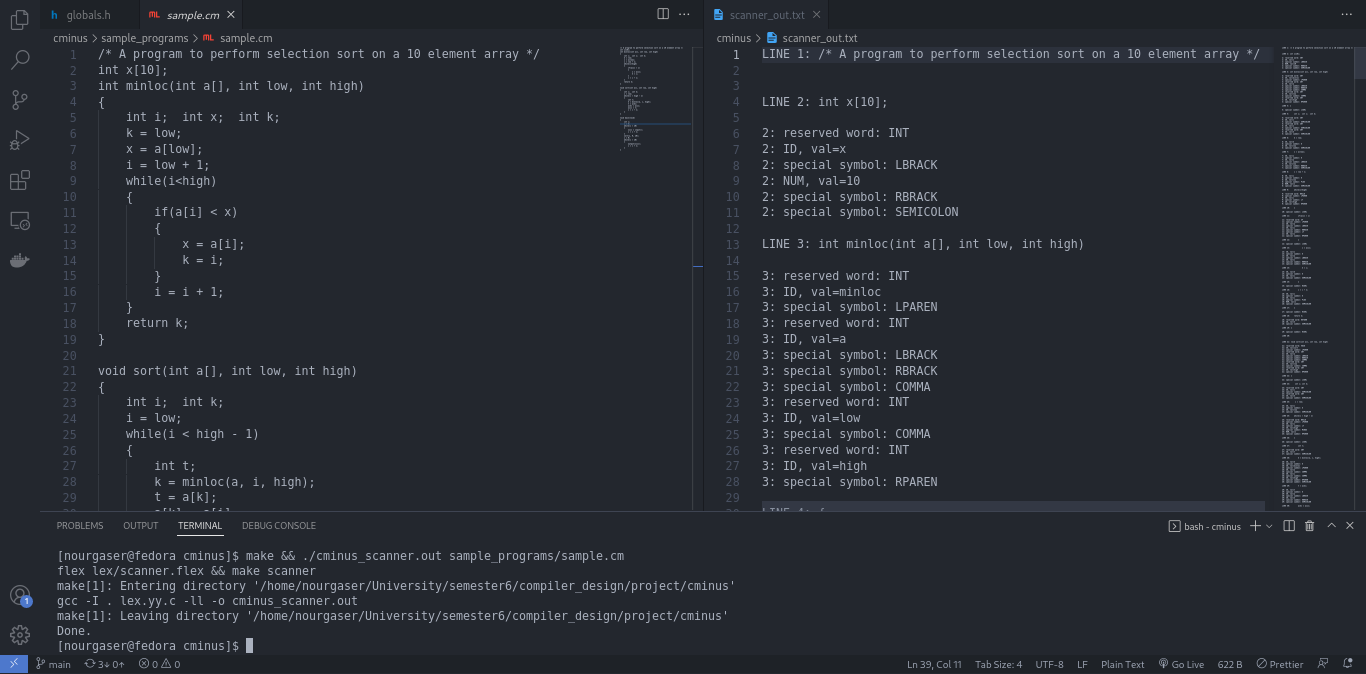 globals.h
sample.cm
cminus > sample_programs > sample.cm
1 /* A program to perform selection sort on a 10 element array */
2 int x[10];
3 int minloc(int a[], int low, int high)
4 {
5 int i;  int x;  int k;
6 k = low;
7 x = a[low];
8 i = low + 1;
9 while(i<high)
10 {
11 if(a[i] < x)
12 {
13 x = a[i];
14 k = i;
15 }
16 i = i + 1;
17 }
18 return k;
19 }
20
21 void sort(int a[], int low, int high)
22 {
23 int i;  int k;
24 i = low;
25 while(i < high - 1)
26 {
27 int t;
28 k = minloc(a, i, high);
29 t = a[k];
scanner_out.txt
cminus > scanner_out.txt
1 LINE 1: /* A program to perform selection sort on a 10 element array */
2
3
4 LINE 2: int x[10];
5
6 2: reserved word: INT
7 2: ID, val=x
8 2: special symbol: LBRACK
9 2: NUM, val=10
10 2: special symbol: RBRACK
11 2: special symbol: SEMICOLON
12
13 LINE 3: int minloc(int a[], int low, int high)
14
15 3: reserved word: INT
16 3: ID, val=minloc
17 3: special symbol: LPAREN
18 3: reserved word: INT
19 3: ID, val=a
20 3: special symbol: LBRACK
21 3: special symbol: RBRACK
22 3: special symbol: COMMA
23 3: reserved word: INT
24 3: ID, val=low
25 3: special symbol: COMMA
26 3: reserved word: INT
27 3: ID, val=high
28 3: special symbol: RPAREN
29
PROBLEMS OUTPUT TERMINAL DEBUG CONSOLE
bash - cminus
[nourgaser@fedora cminus]$ make && ./cminus_scanner.out sample_programs/sample.cm
flex lex/scanner.flex && make scanner
make[1]: Entering directory '/home/nourgaser/University/semester6/compiler_design/project/cminus'
gcc -I . lex.yy.c -ll -o cminus_scanner.out
make[1]: Leaving directory '/home/nourgaser/University/semester6/compiler_design/project/cminus'
Done.
[nourgaser@fedora cminus]$
1
main 3↓ 0↑ 0 0 Ln 39, Col 11 Tab Size: 4 UTF-8 LF Plain Text Go Live 622 B Prettier